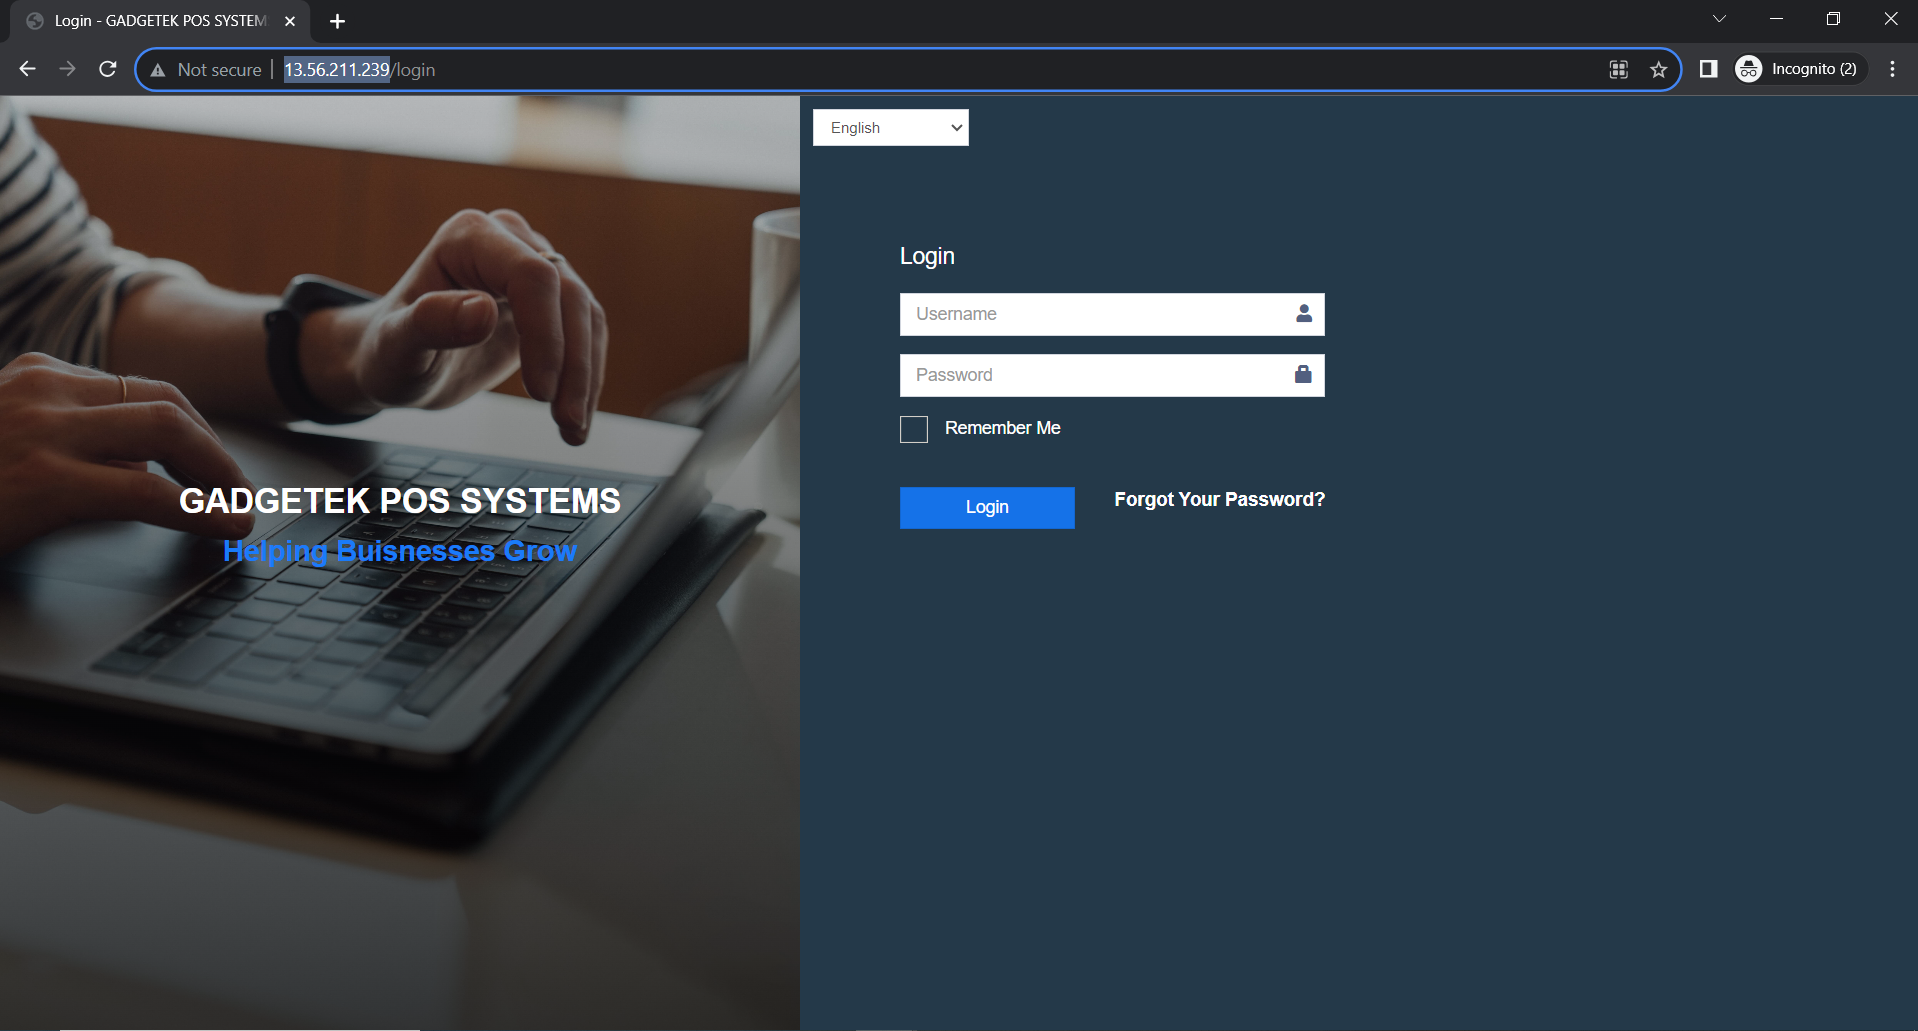 Login - GADGETEK POS SYSTEM
Not secure
13.56.211.239/login
Incognito (2)
English
Login
Username
Password
Remember Me
Login
Forgot Your Password?
GADGETEK POS SYSTEMS
Helping Buisnesses Grow